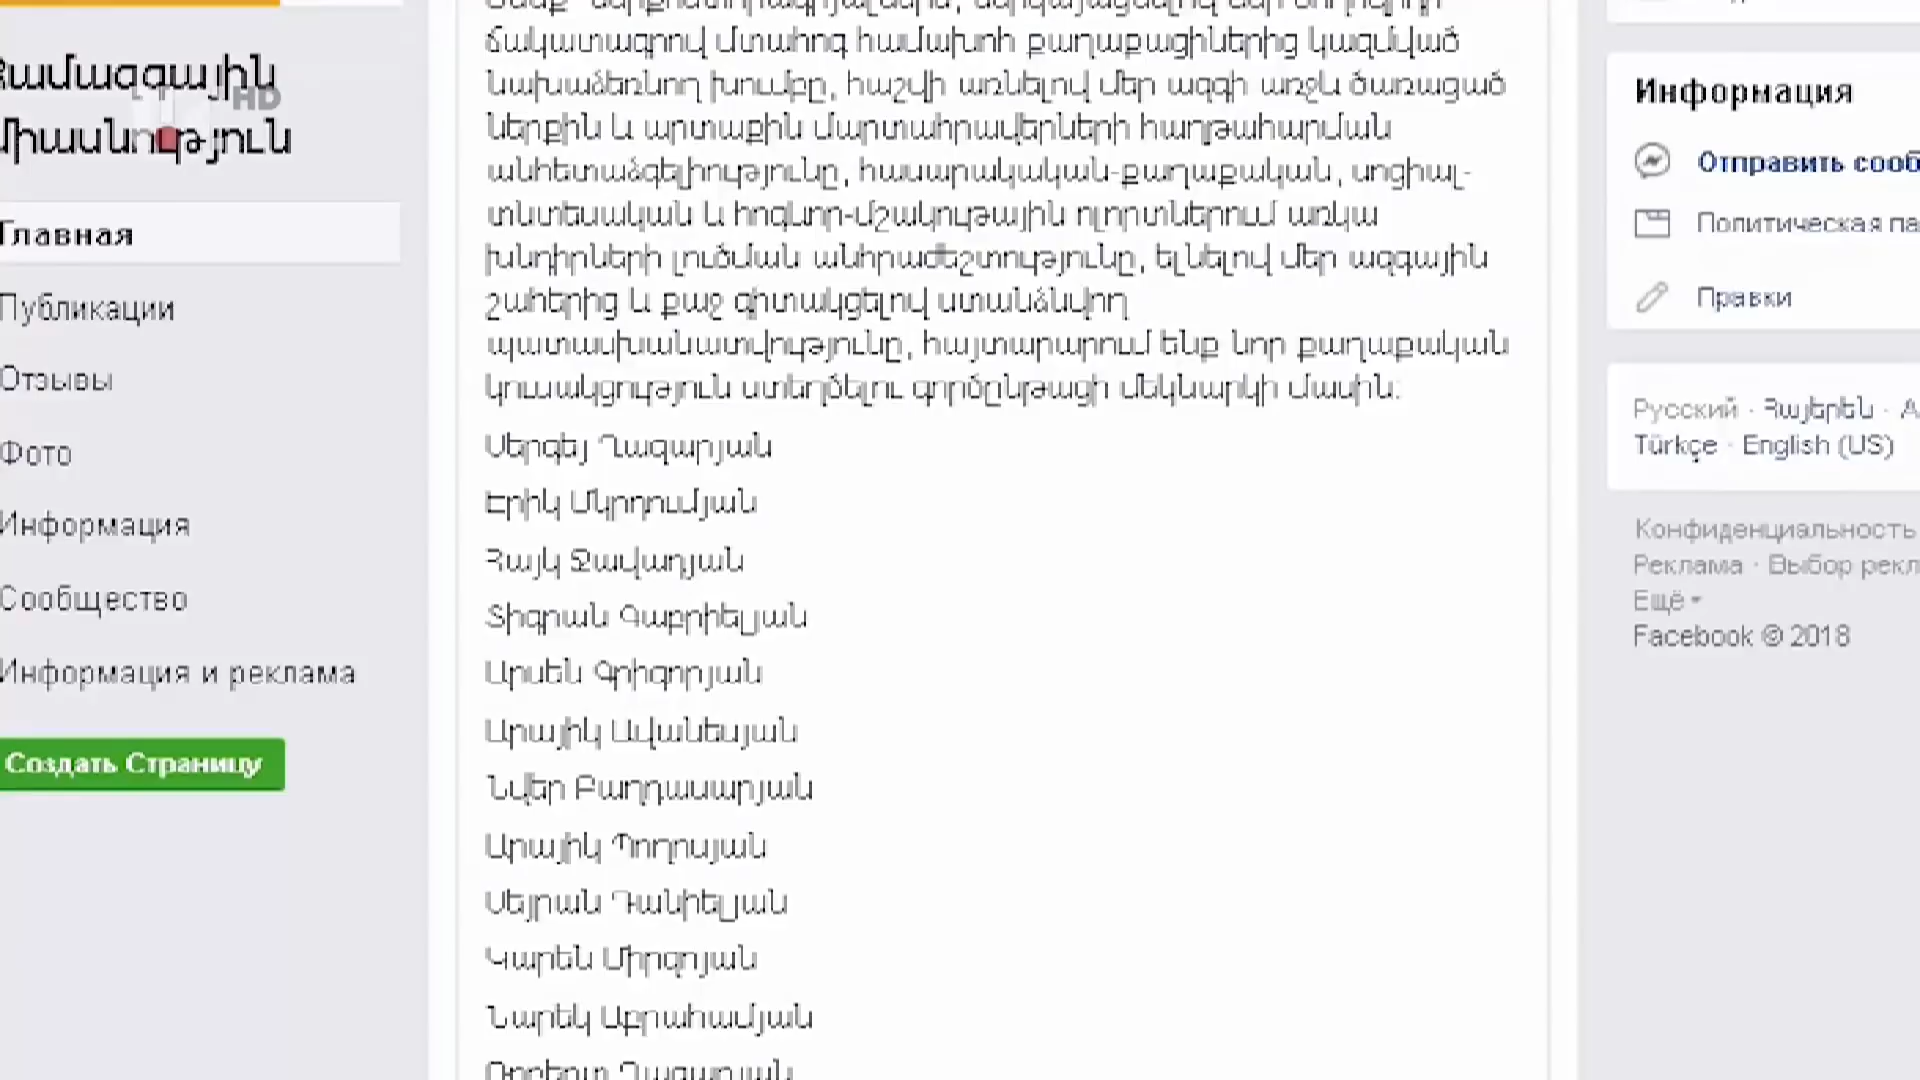 Համազգային
HD
միասնություն
Главная
Публикации
Отзывы
Фото
Информация
Сообщество
Информация и реклама
Создать Страницу
ճակատագրով մտահոգ համախոհ քաղաքացիներից կազմված
նախաձեռնող խումբը, հաշվի առնելով մեր ազգի առջև ծառացած
ներքին և արտաքին մարտահրավերների հաղթահարման
անհետաձգելիությունը, հասարակական-քաղաքական, սոցիալ-
տնտեսական և հոգևոր-մշակութային ոլորտներում առկա
խնդիրների լուծման անհրաժեշտությունը, ելնելով մեր ազգային
շահերից և քաջ գիտակցելով ստանձնվող
պատասխանատվությունը, հայտարարում ենք նոր քաղաքական
կուսակցություն ստեղծելու գործընթացի մեկնարկի մասին:
Սերգեյ Ղազարյան
Էրիկ Մկրդումյան
Հայկ Ջավադյան
Տիգրան Գաբրիելյան
Արսեն Գրիգորյան
Արայիկ Ավանեսյան
Նվեր Բաղդասարյան
Արայիկ Պողոսյան
Սեյրան Դանիելյան
Կարեն Միրզոյան
Նարեկ Աբրահամյան
Ղազարյան
Информация
Отправить сооб
Политическая па
Правки
Русский · Հայերեն · A
Türkçe · English (US)
Конфиденциальность
Реклама · Выбор рекл
Ещё
Facebook © 2018